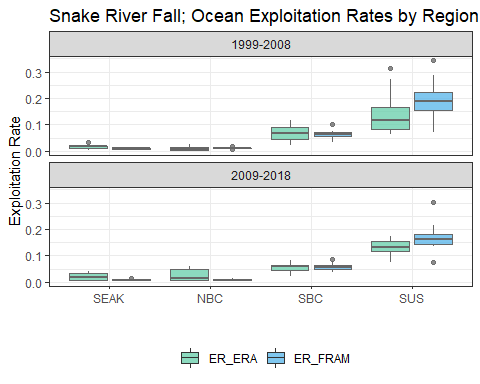 Snake River Fall; Ocean Exploitation Rates by Region
1999-2008
0.3
0.2
0.1
0.0
Exploitation Rate
2009-2018
0.3
0.2
0.1
0.0
SEAK NBC SBC SUS
ER_ERA ER_FRAM